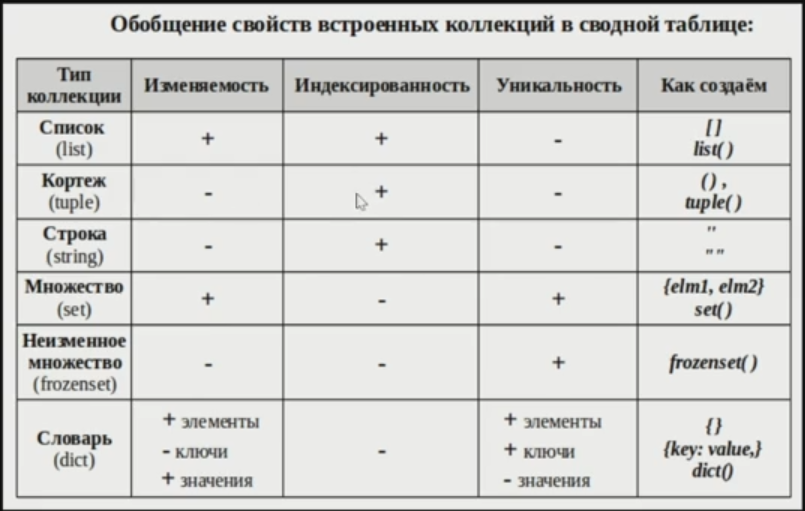 Обобщение свойств встроенных коллекций в сводной таблице:
Тип коллекции Изменяемость Индексированность Уникальность Как создаём
Список (list) + + - [] list()
Кортеж (tuple) - + - () , tuple()
Строка (string) - + - '' ""
Множество (set) + - + {elm1, elm2} set()
Неизменное множество (frozenset) - - + frozenset()
Словарь (dict) + элементы - ключи + значения - + элементы + ключи - значения {} {key: value,} dict()